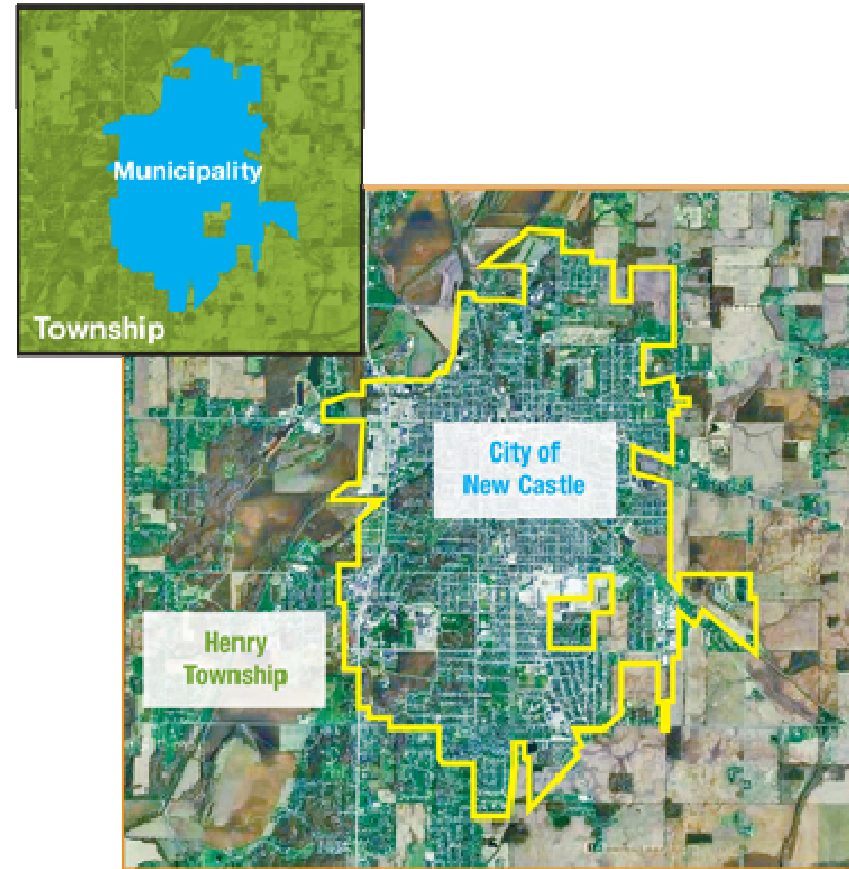 Municipality
Township
City of
New Castle
Henry
Township